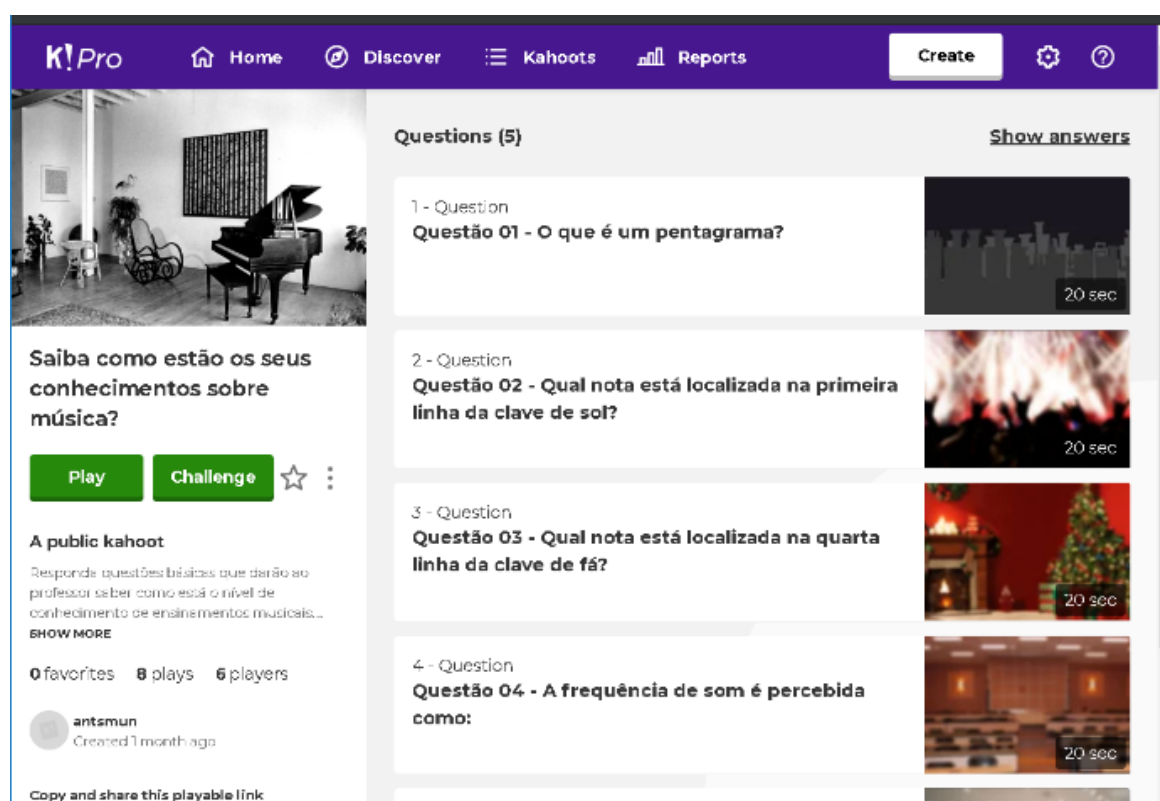 K!Pro Home Discover Kahoots Reports Create
Questions (5) Show answers
1 - Question
Questão 01 - O que é um pentagrama?
20 sec
2 - Question
Questão 02 - Qual nota está localizada na primeira
linha da clave de sol?
20 sec
3 - Question
Questão 03 - Qual nota está localizada na quarta
linha da clave de fá?
20 sec
4 - Question
Questão 04 - A frequência de som é percebida
como:
20 sec
Saiba como estão os seus
conhecimentos sobre
música?
Play Challenge
A public kahoot
Responda questões básicas que darão ao
professor saber como está o nível de
conhecimento de ensinamentos musicais....
SHOW MORE
0 favorites 8 plays 6 players
antsmun
Created 1 month ago
Copy and share this playable link